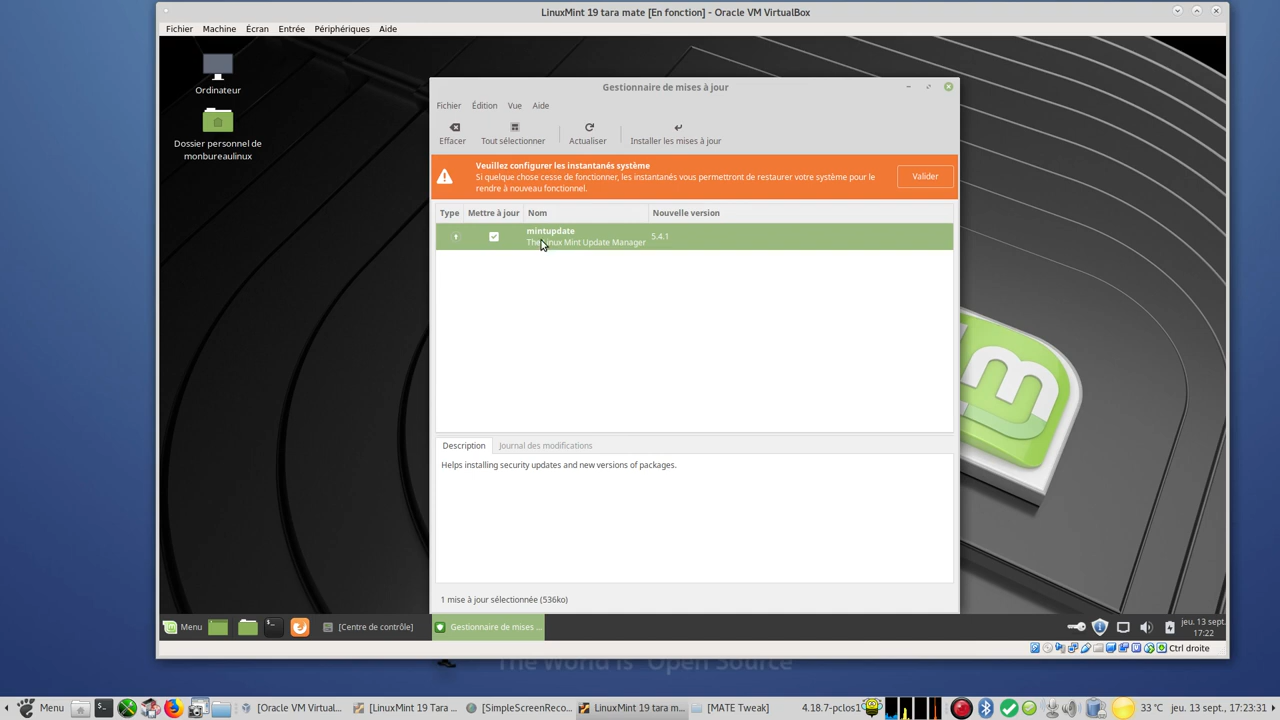 LinuxMint 19 tara mate [En fonction] - Oracle VM VirtualBox
Fichier Machine Écran Entrée Périphériques Aide
Ordinateur
Dossier personnel de
monbureaulinux
Gestionnaire de mises à jour
Fichier Édition Vue Aide
Effacer Tout sélectionner Actualiser Installer les mises à jour
Veuillez configurer les instantanés système
Si quelque chose cesse de fonctionner, les instantanés vous permettront de restaurer votre système pour le
rendre à nouveau fonctionnel.
Valider
Type Mettre à jour Nom Nouvelle version
mintupdate
The Linux Mint Update Manager 5.4.1
Description Journal des modifications
Helps installing security updates and new versions of packages.
1 mise à jour sélectionnée (536ko)
Menu [Centre de contrôle] Gestionnaire de mises ... jeu. 13 sept.
17:22
Ctrl droite
The World is 'Open Source'
Menu [Oracle VM Virtual... [LinuxMint 19 Tara ... [SimpleScreenReco... LinuxMint 19 tara m... [MATE Tweak] 4.18.7-pclos1 33 °C jeu. 13 sept., 17:23:31